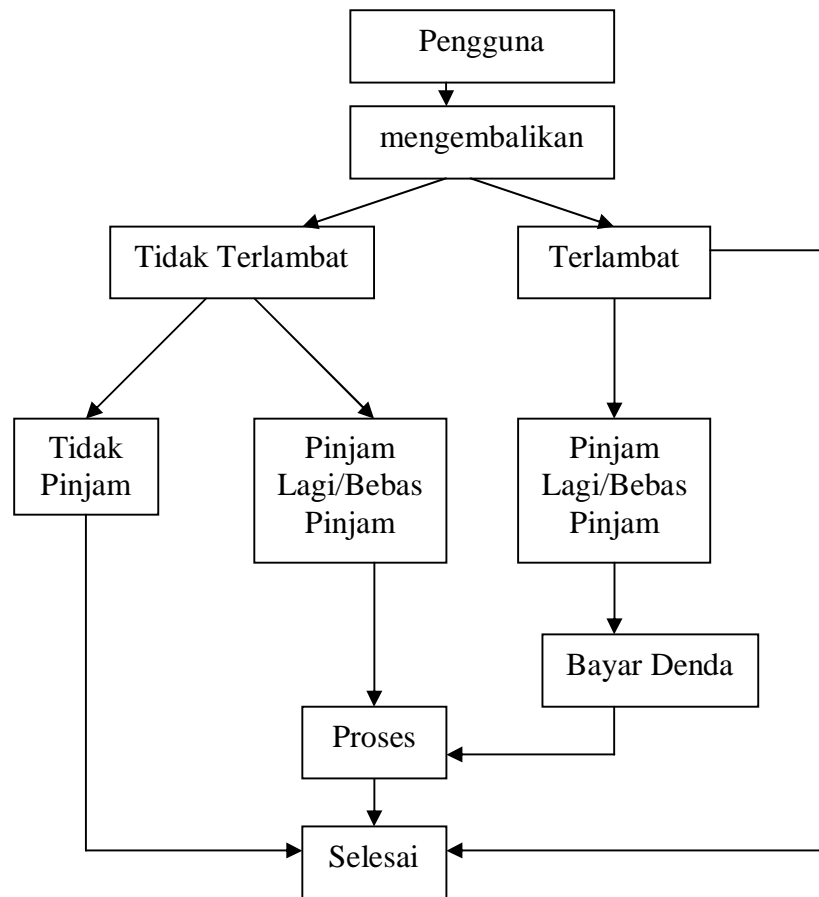 Pengguna
mengembalikan
Tidak Terlambat
Terlambat
Tidak
Pinjam
Pinjam
Lagi/Bebas
Pinjam
Pinjam
Lagi/Bebas
Pinjam
Bayar Denda
Proses
Selesai